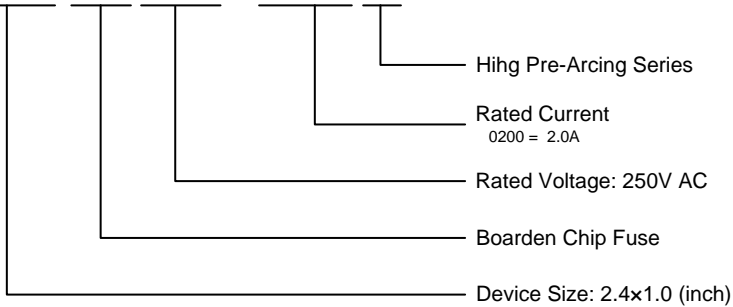 Hihg Pre-Arcing Series
Rated Current
0200 = 2.0A
Rated Voltage: 250V AC
Boarden Chip Fuse
Device Size: 2.4×1.0 (inch)